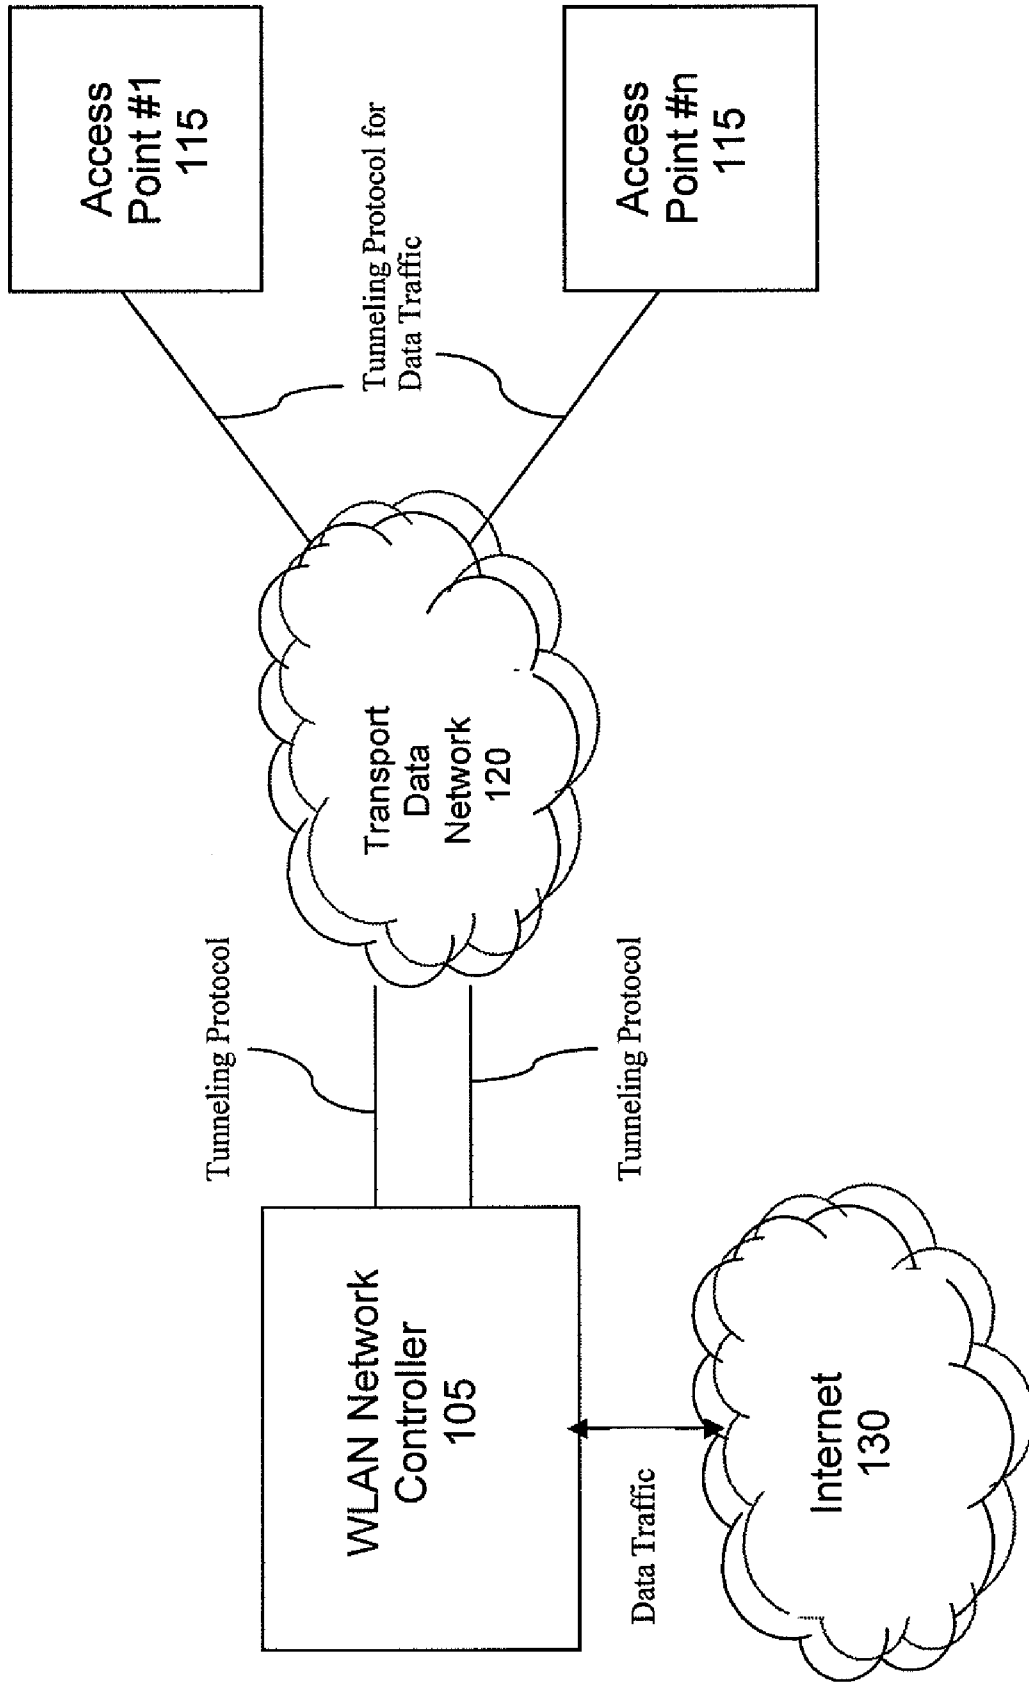 WLAN Network
Controller
105
Tunneling Protocol
Tunneling Protocol
Transport
Data
Network
120
Tunneling Protocol for
Data Traffic
Access
Point #1
115
Access
Point #n
115
Data Traffic
Internet
130